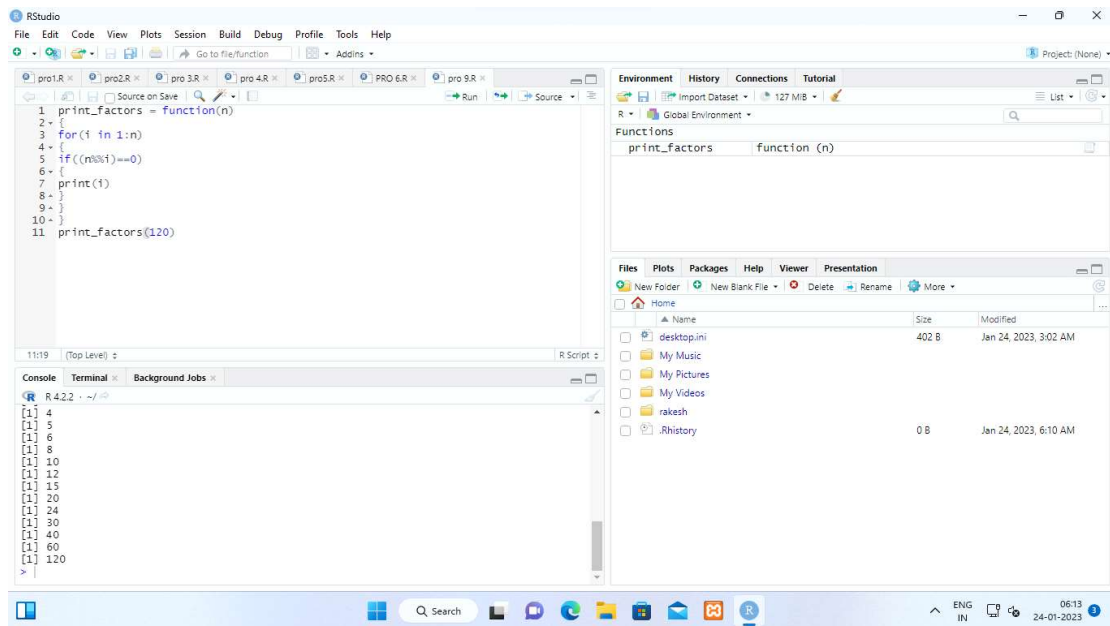 RStudio
File Edit Code View Plots Session Build Debug Profile Tools Help
Go to file/function Addins Project: (None)
pro1.R pro2.R pro 3.R pro 4.R pro5.R PRO 6.R pro 9.R
Source on Save Run Source
1 print_factors = function(n)
2 {
3 for(i in 1:n)
4 {
5 if((n%%i)==0)
6 {
7 print(i)
8 }
9 }
10 }
11 print_factors(120)
11:19 (Top Level) R Script
Console Terminal Background Jobs
R 4.2.2 · ~/
[1] 4
[1] 5
[1] 6
[1] 8
[1] 10
[1] 12
[1] 15
[1] 20
[1] 24
[1] 30
[1] 40
[1] 60
[1] 120
>
Environment History Connections Tutorial
Import Dataset 127 MiB List
R Global Environment
Functions
print_factors function (n)
Files Plots Packages Help Viewer Presentation
New Folder New Blank File Delete Rename More
Home ...
Name Size Modified
desktop.ini 402 B Jan 24, 2023, 3:02 AM
My Music
My Pictures
My Videos
rakesh
.Rhistory 0 B Jan 24, 2023, 6:10 AM
Search
ENG
IN
06:13
24-01-2023
3